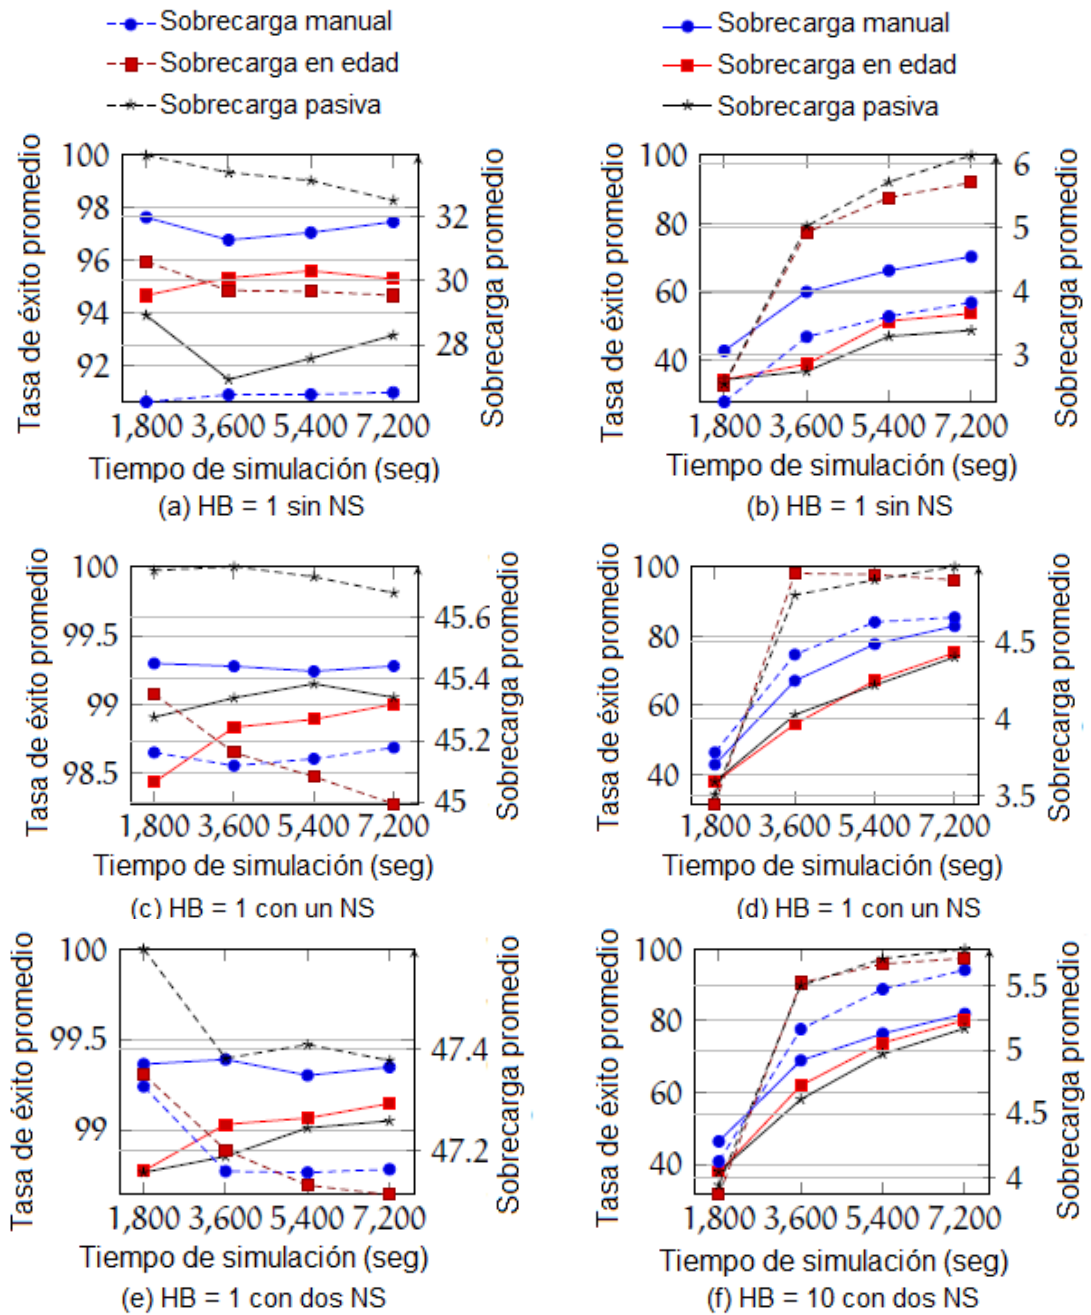 Sobrecarga manual
Sobrecarga en edad
Sobrecarga pasiva
Sobrecarga manual
Sobrecarga en edad
Sobrecarga pasiva
Tasa de éxito promedio
100
98
96
94
92
32
30
28
Sobrecarga promedio
1,800 3,600 5,400 7,200
Tiempo de simulación (seg)
(a) HB = 1 sin NS
Tasa de éxito promedio
100
80
60
40
6
5
4
3
Sobrecarga promedio
1,800 3,600 5,400 7,200
Tiempo de simulación (seg)
(b) HB = 1 sin NS
Tasa de éxito promedio
100
99.5
99
98.5
45.6
45.4
45.2
45
Sobrecarga promedio
1,800 3,600 5,400 7,200
Tiempo de simulación (seg)
(c) HB = 1 con un NS
Tasa de éxito promedio
100
80
60
40
4.5
4
3.5
Sobrecarga promedio
1,800 3,600 5,400 7,200
Tiempo de simulación (seg)
(d) HB = 1 con un NS
Tasa de éxito promedio
100
99.5
99
47.4
47.2
Sobrecarga promedio
1,800 3,600 5,400 7,200
Tiempo de simulación (seg)
(e) HB = 1 con dos NS
Tasa de éxito promedio
100
80
60
40
5.5
5
4.5
4
Sobrecarga promedio
1,800 3,600 5,400 7,200
Tiempo de simulación (seg)
(f) HB = 10 con dos NS